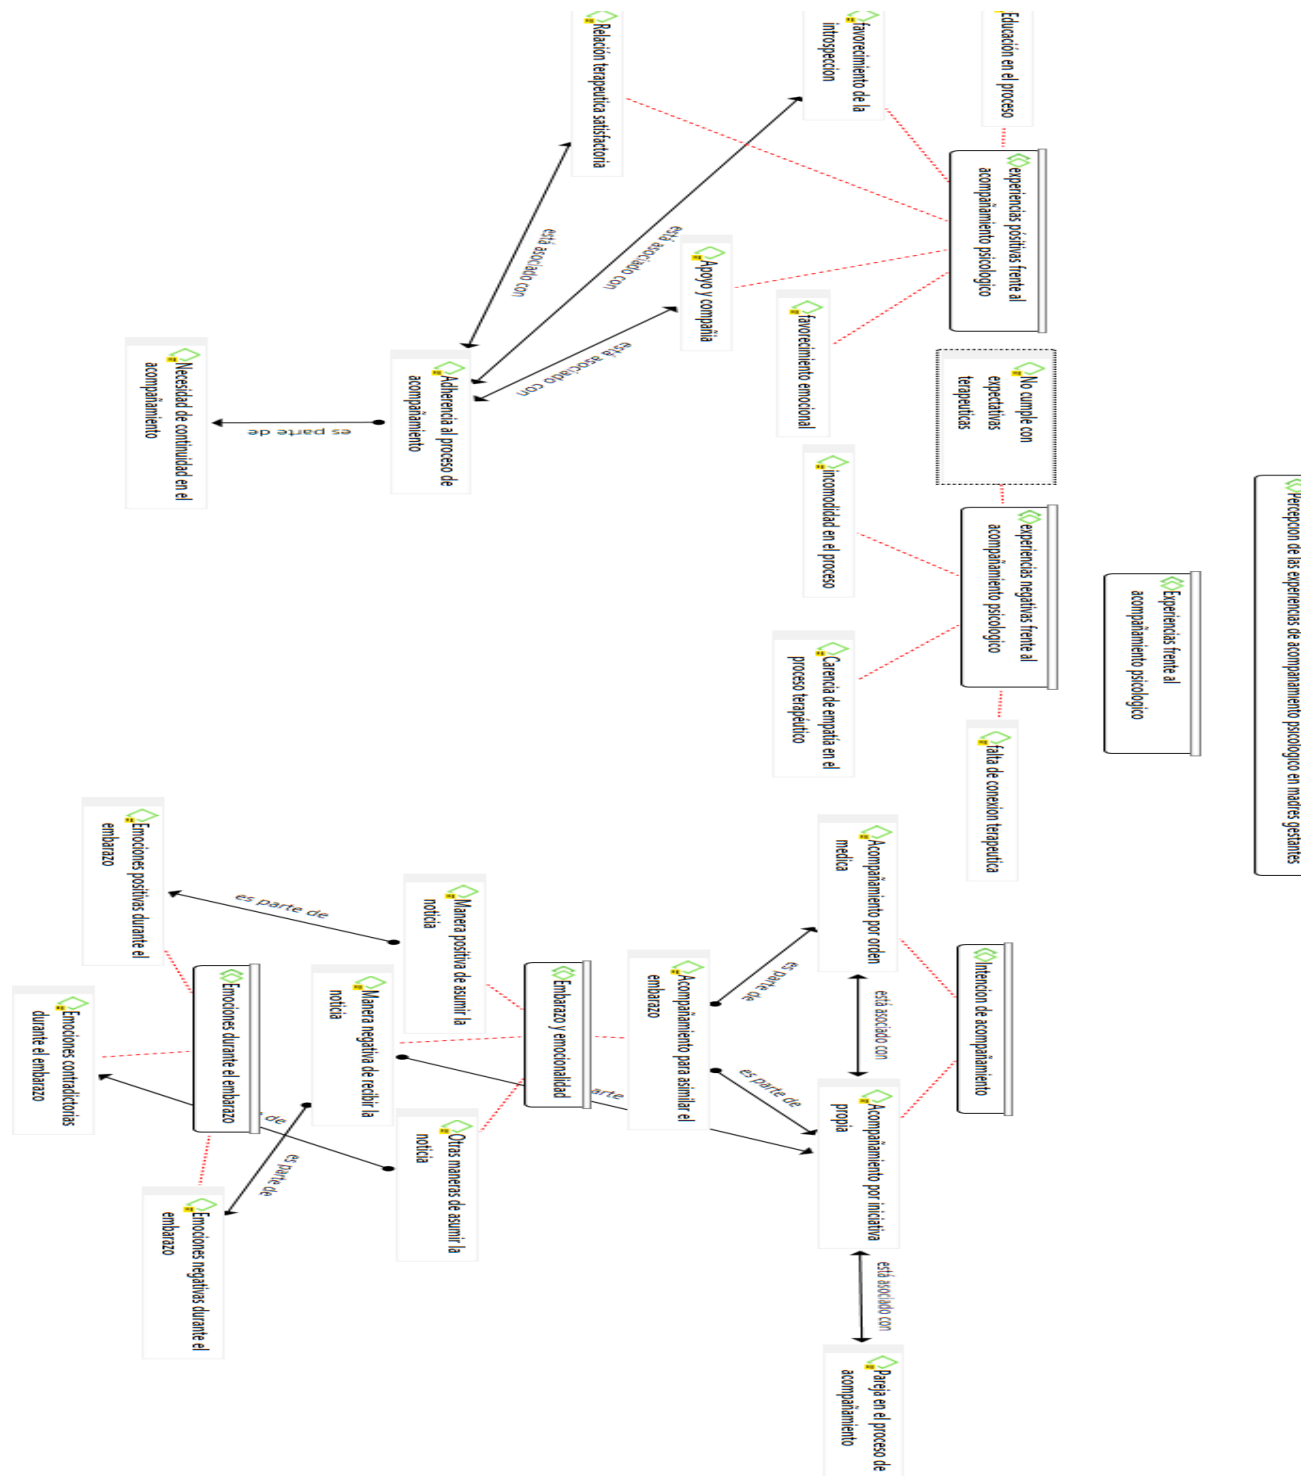 Percepcion de las experiencias de acompañamiento psicologico en madres gestantes
Experiencias frente al
acompañamiento psicologico
Educación en el proceso
experiencias pósitivas frente al
acompañamiento psicologico
No cumple con
expectativas
terapeuticas
experiencias negativas frente al
acompañamiento psicologico
falta de conexion terapeutica
Intencion de acompañamiento
favorecimiento de la
introspeccion
favorecimiento emocional
incomodidad en el proceso
Carencia de empatía en el
proceso terapéutico
Acompañamiento por orden
medica
está asociado con
Acompañamiento por iniciativa
propia
está asociado con
Pareja en el proceso de
acompañamiento
Relación terapeutica satisfactoria
está asociado con
está asociado con
Apoyo y compañia
está asociado con
es parte de
es parte de
Acompañamiento para asimilar el
embarazo
arte
Embarazo y emocionalidad
Adherencia al proceso de
acompañamiento
Manera positiva de asumir la
noticia
Manera negativa de recibir la
noticia
Otras maneras de asumir la
noticia
es parte de
es parte de
de
es parte de
Necesidad de continuidad en el
acompañamiento
Emociones durante el embarazo
Emociones positivas durante el
embarazo
Emociones negativas durante el
embarazo
Emociones contradictorias
durante el embarazo